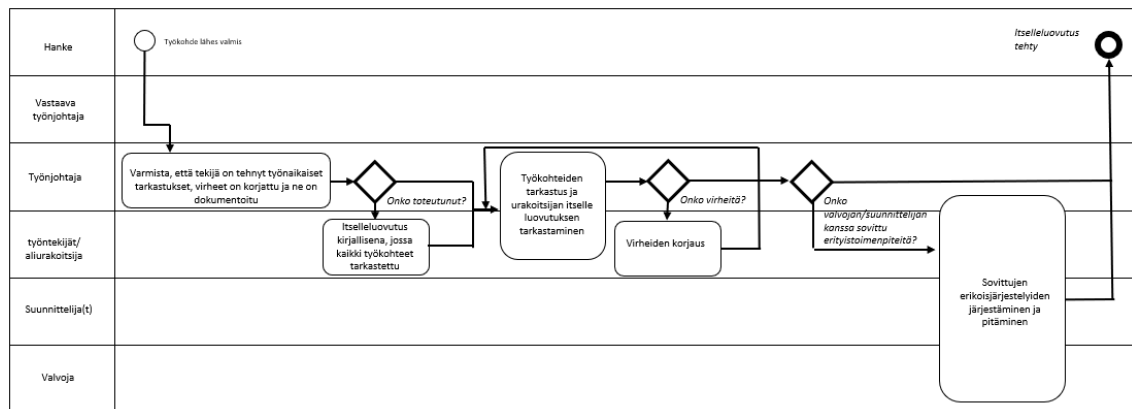 Hanke
Työkohde lähes valmis
Itselleluovutus
tehty
Vastaava
työnjohtaja
Työnjohtaja
Varmista, että tekijä on tehnyt työnaikaiset
tarkastukset, virheet on korjattu ja ne on
dokumentoitu
Onko toteutunut?
Työkohteiden
tarkastus ja
urakoitsijan itselle
luovutuksen
tarkastaminen
Onko virheitä?
Onko
valvojan/suunnittelijan
kanssa sovittu
erityistoimenpiteitä?
työntekijät/
aliurakoitsija
Itselleluovutus
kirjallisena, jossa
kaikki työkohteet
tarkastettu
Virheiden korjaus
Suunnittelija(t)
Sovittujen
erikoisjärjestelyiden
järjestäminen ja
pitäminen
Valvoja